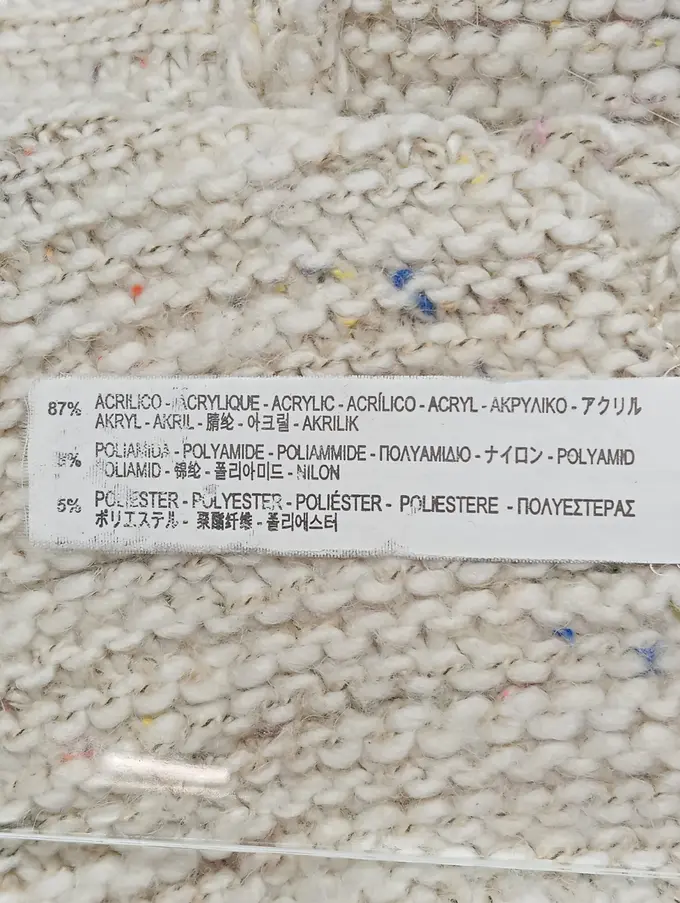 87% ACRILICO - ACRYLIQUE - ACRYLIC - ACRÍLICO - ACRYL - ΑΚΡΥΛΙΚΟ - アクリル
AKRYL - AKRIL - 腈纶 - 아크릴 - AKRILIK
POLIAMIDA - POLYAMIDE - POLIAMMIDE - ΠΟΛΥΑΜΙΔΙΟ - ナイロン - POLYAMID
POLIAMID - 锦纶 - 폴리아미드 - NILON
5% POLIESTER - POLYESTER - POLIÉSTER - POLIESTERE - ΠΟΛΥΕΣΤΕΡΑΣ
ポリエステル - 聚酯纤维 - 폴리에스터